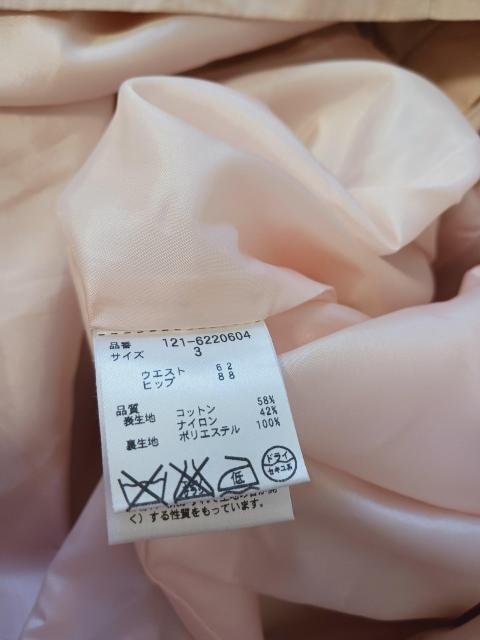 品番 121-6220604
サイズ 3
ウエスト 62
ヒップ 88
品質
表生地 コットン 58%
ナイロン 42%
裏生地 ポリエステル 100%
低
ドライ
セキユ系
く）する性質をもっています。